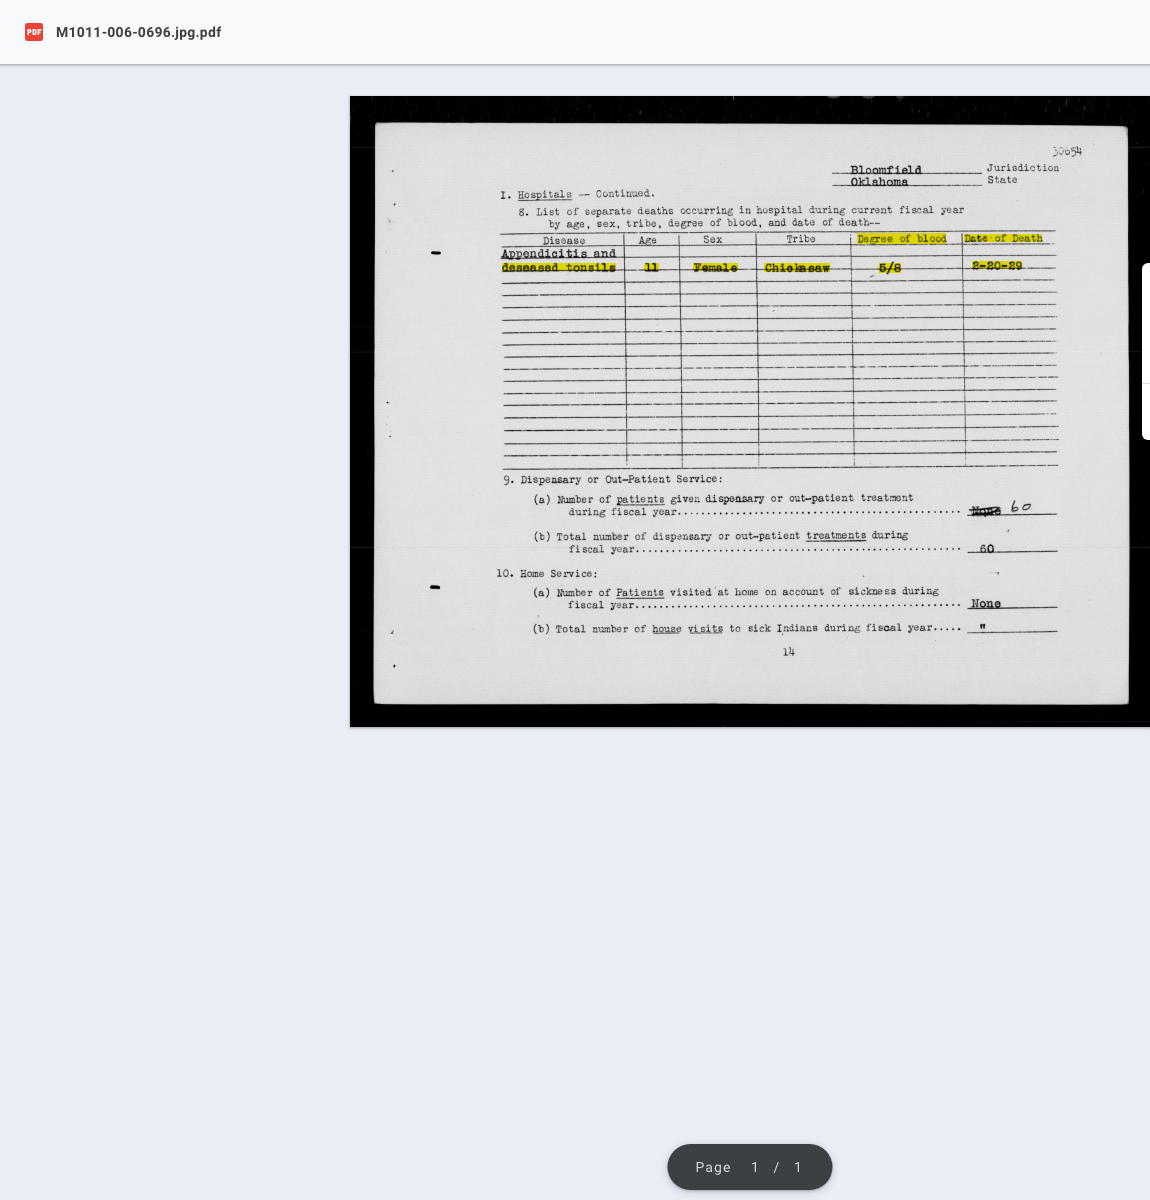 PDF M1011-006-0696.jpg.pdf
30654
Bloomfield Jurisdiction
Oklahoma State
I. Hospitals -- Continued.
8. List of separate deaths occurring in hospital during current fiscal year
by age, sex, tribe, degree of blood, and date of death--
Disease Age Sex Tribe Degree of blood Date of Death
Appendicitis and
deseased tonsils 11 Female Chickasaw 5/8 2-20-29
9. Dispensary or Out-Patient Service:
(a) Number of patients given dispensary or out-patient treatment
during fiscal year................................................ None 60
(b) Total number of dispensary or out-patient treatments during
fiscal year....................................................... 60
10. Home Service:
(a) Number of Patients visited at home on account of sickness during
fiscal year....................................................... None
(b) Total number of house visits to sick Indians during fiscal year..... "
14
Page 1 / 1